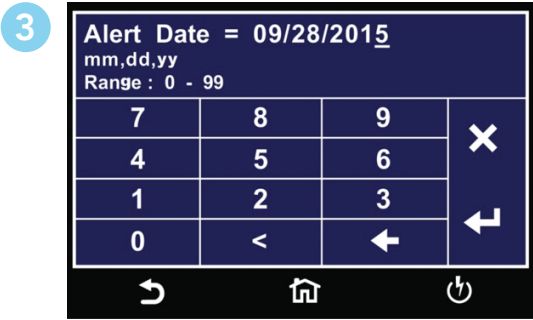 3
Alert Date = 09/28/2015
mm,dd,yy
Range : 0 - 99
7 8 9
4 5 6
1 2 3
0 <